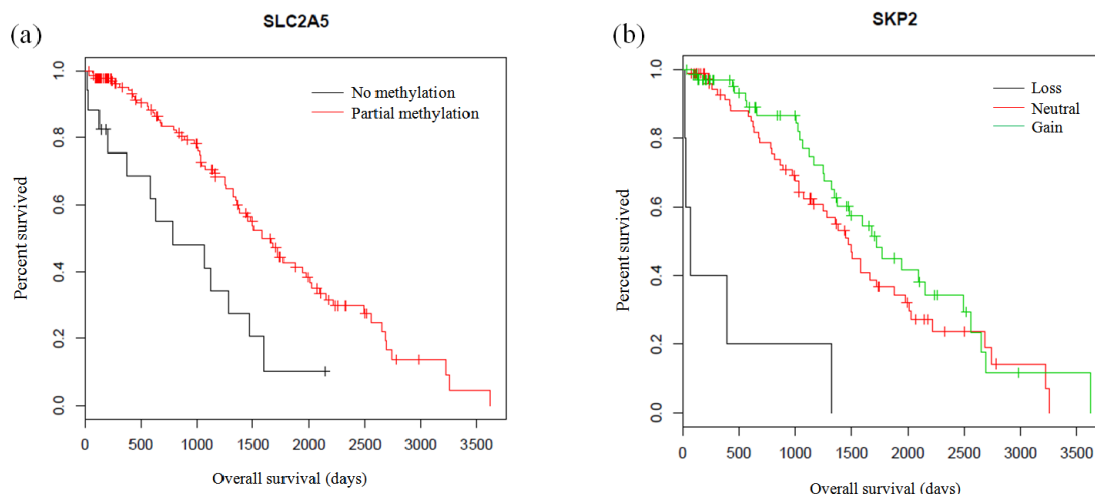 (a)
SLC2A5
No methylation
Partial methylation
Percent survived
0.0 0.2 0.4 0.6 0.8 1.0
0 500 1000 1500 2000 2500 3000 3500
Overall survival (days)
(b)
SKP2
Loss
Neutral
Gain
Percent survived
0.0 0.2 0.4 0.6 0.8 1.0
0 500 1000 1500 2000 2500 3000 3500
Overall survival (days)